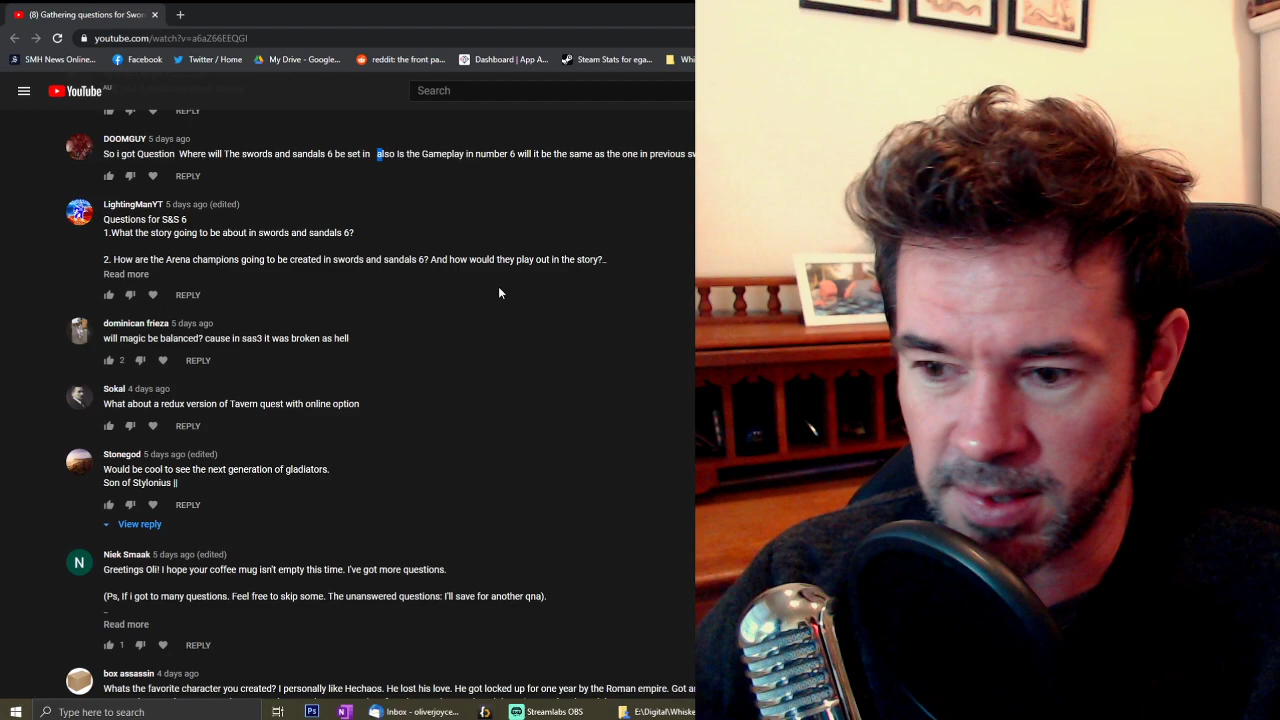 (8) Gathering questions for Swor
youtube.com/watch?v=a6aZ66EEQGI
SMH News Online...
Facebook
Twitter / Home
My Drive - Google...
reddit: the front pa...
Dashboard | App A...
Steam Stats for ega...
Whi
YouTube AU
Search
REPLY
DOOMGUY 5 days ago
So i got Question Where will The swords and sandals 6 be set in also Is the Gameplay in number 6 will it be the same as the one in previous sw
REPLY
LightingManYT 5 days ago (edited)
Questions for S&S 6
1.What the story going to be about in swords and sandals 6?
2. How are the Arena champions going to be created in swords and sandals 6? And how would they play out in the story?_
Read more
REPLY
dominican frieza 5 days ago
will magic be balanced? cause in sas3 it was broken as hell
2 REPLY
Sokal 4 days ago
What about a redux version of Tavern quest with online option
REPLY
Stonegod 5 days ago (edited)
Would be cool to see the next generation of gladiators.
Son of Stylonius ||
REPLY
View reply
N
Niek Smaak 5 days ago (edited)
Greetings Oli! I hope your coffee mug isn't empty this time. I've got more questions.
(Ps, If i got to many questions. Feel free to skip some. The unanswered questions: I'll save for another qna).
_
Read more
1 REPLY
box assassin 4 days ago
Whats the favorite character you created? I personally like Hechaos. He lost his love. He got locked up for one year by the Roman empire. Got a
Type here to search
Ps
Inbox - oliverjoyce...
Streamlabs OBS
E:\Digital\Whiske